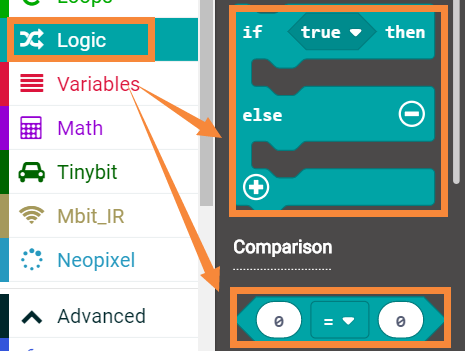 Loops
Logic
Variables
Math
Tinybit
Mbit_IR
Neopixel
Advanced
if true then
else
Comparison
0 = 0